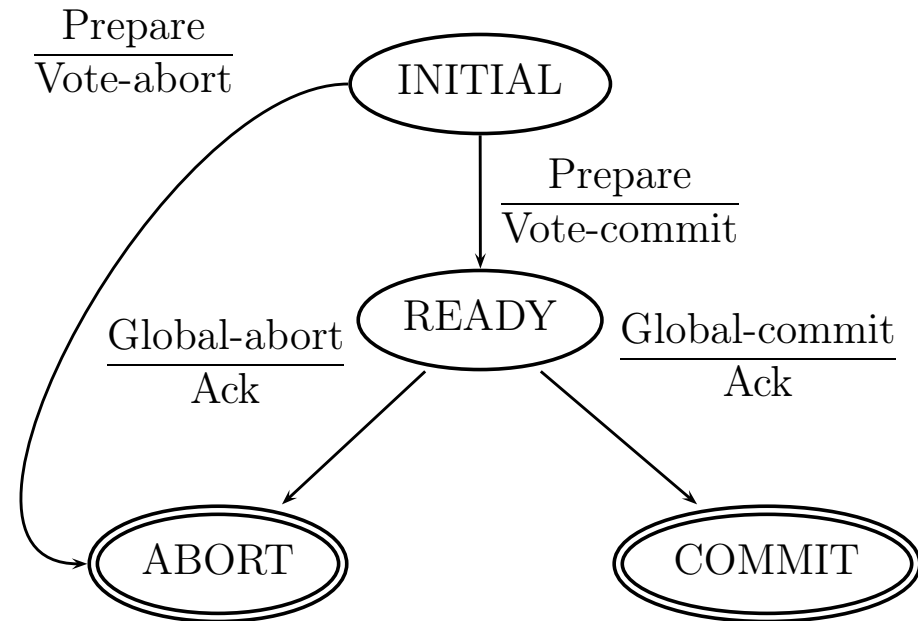 Prepare
Vote-abort
INITIAL
Prepare
Vote-commit
READY
Global-abort
Ack
Global-commit
Ack
ABORT
COMMIT